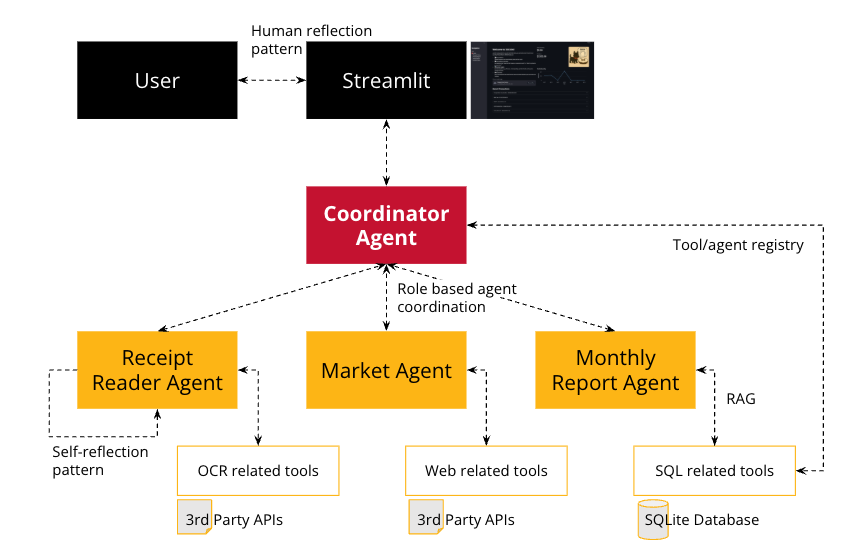 Human reflection
pattern
User
Streamlit
Coordinator
Agent
Tool/agent registry
Role based agent
coordination
Receipt
Reader Agent
Market Agent
Monthly
Report Agent
RAG
Self-reflection
pattern
OCR related tools
Web related tools
SQL related tools
3rd Party APIs
3rd Party APIs
SQLite Database